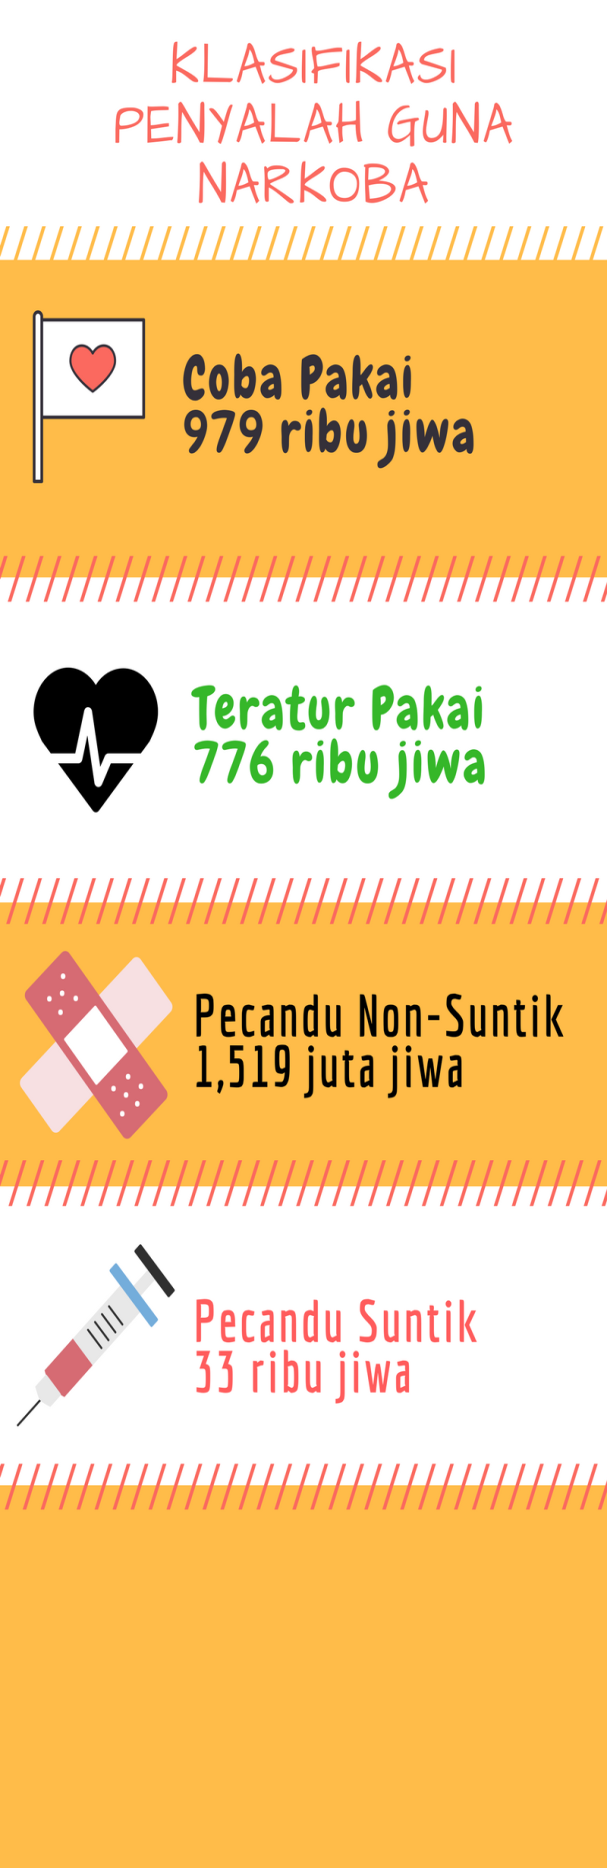 KLASIFIKASI
PENYALAH GUNA
NARKOBA
Coba Pakai
979 ribu jiwa
Teratur Pakai
776 ribu jiwa
Pecandu Non-Suntik
1,519 juta jiwa
Pecandu Suntik
33 ribu jiwa